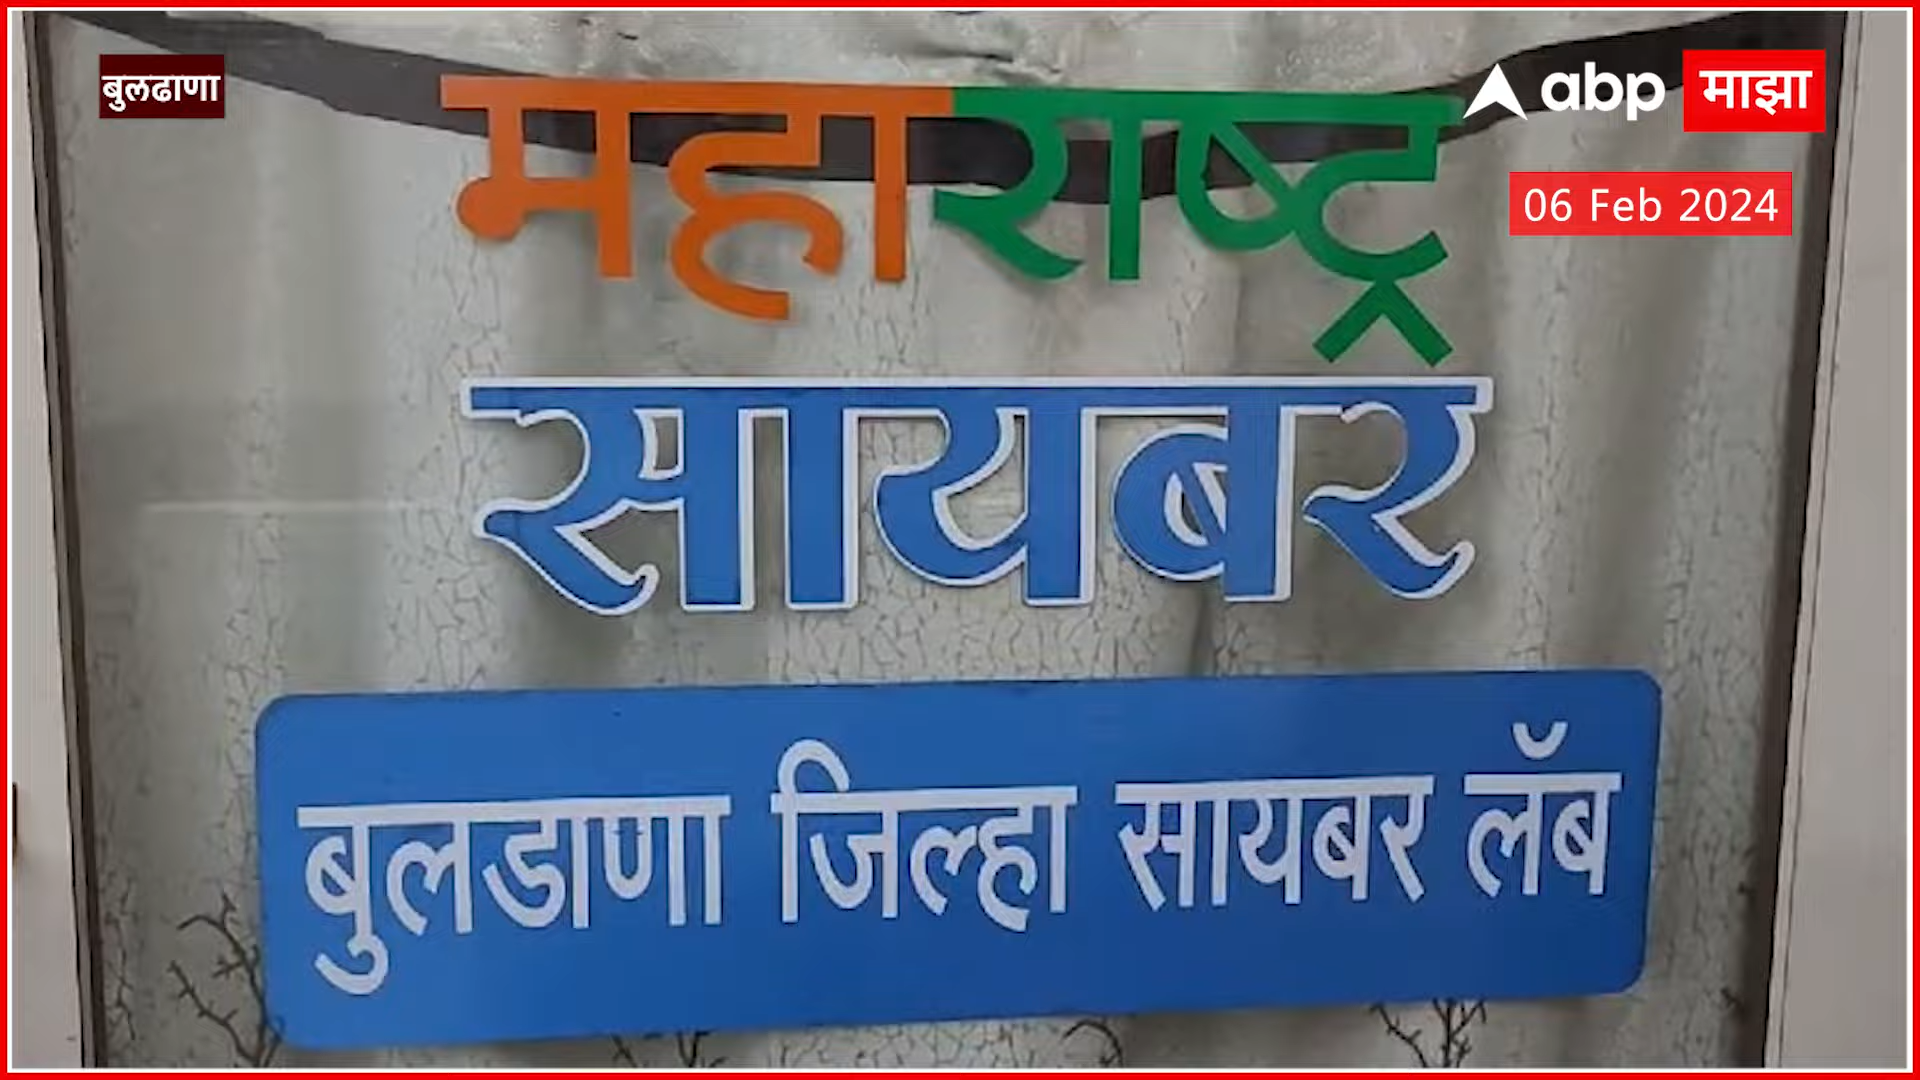 बुलढाणा
abp माझा
06 Feb 2024
महाराष्ट्र
सायबर
बुलडाणा जिल्हा सायबर लॅब